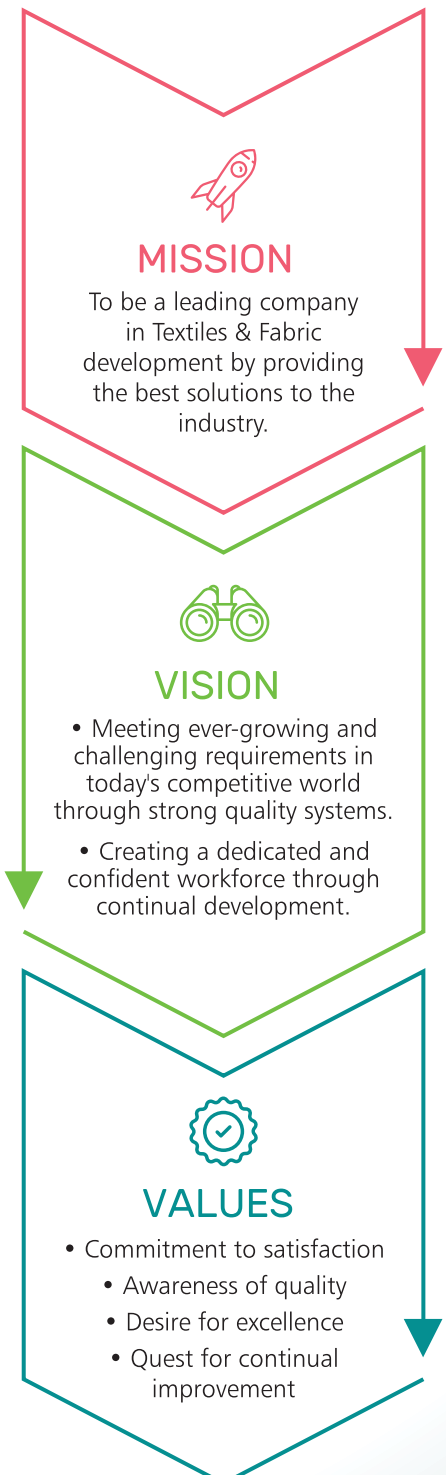 MISSION
To be a leading company
in Textiles & Fabric
development by providing
the best solutions to the
industry.
VISION
• Meeting ever-growing and
challenging requirements in
today's competitive world
through strong quality systems.
• Creating a dedicated and
confident workforce through
continual development.
VALUES
• Commitment to satisfaction
• Awareness of quality
• Desire for excellence
• Quest for continual
improvement